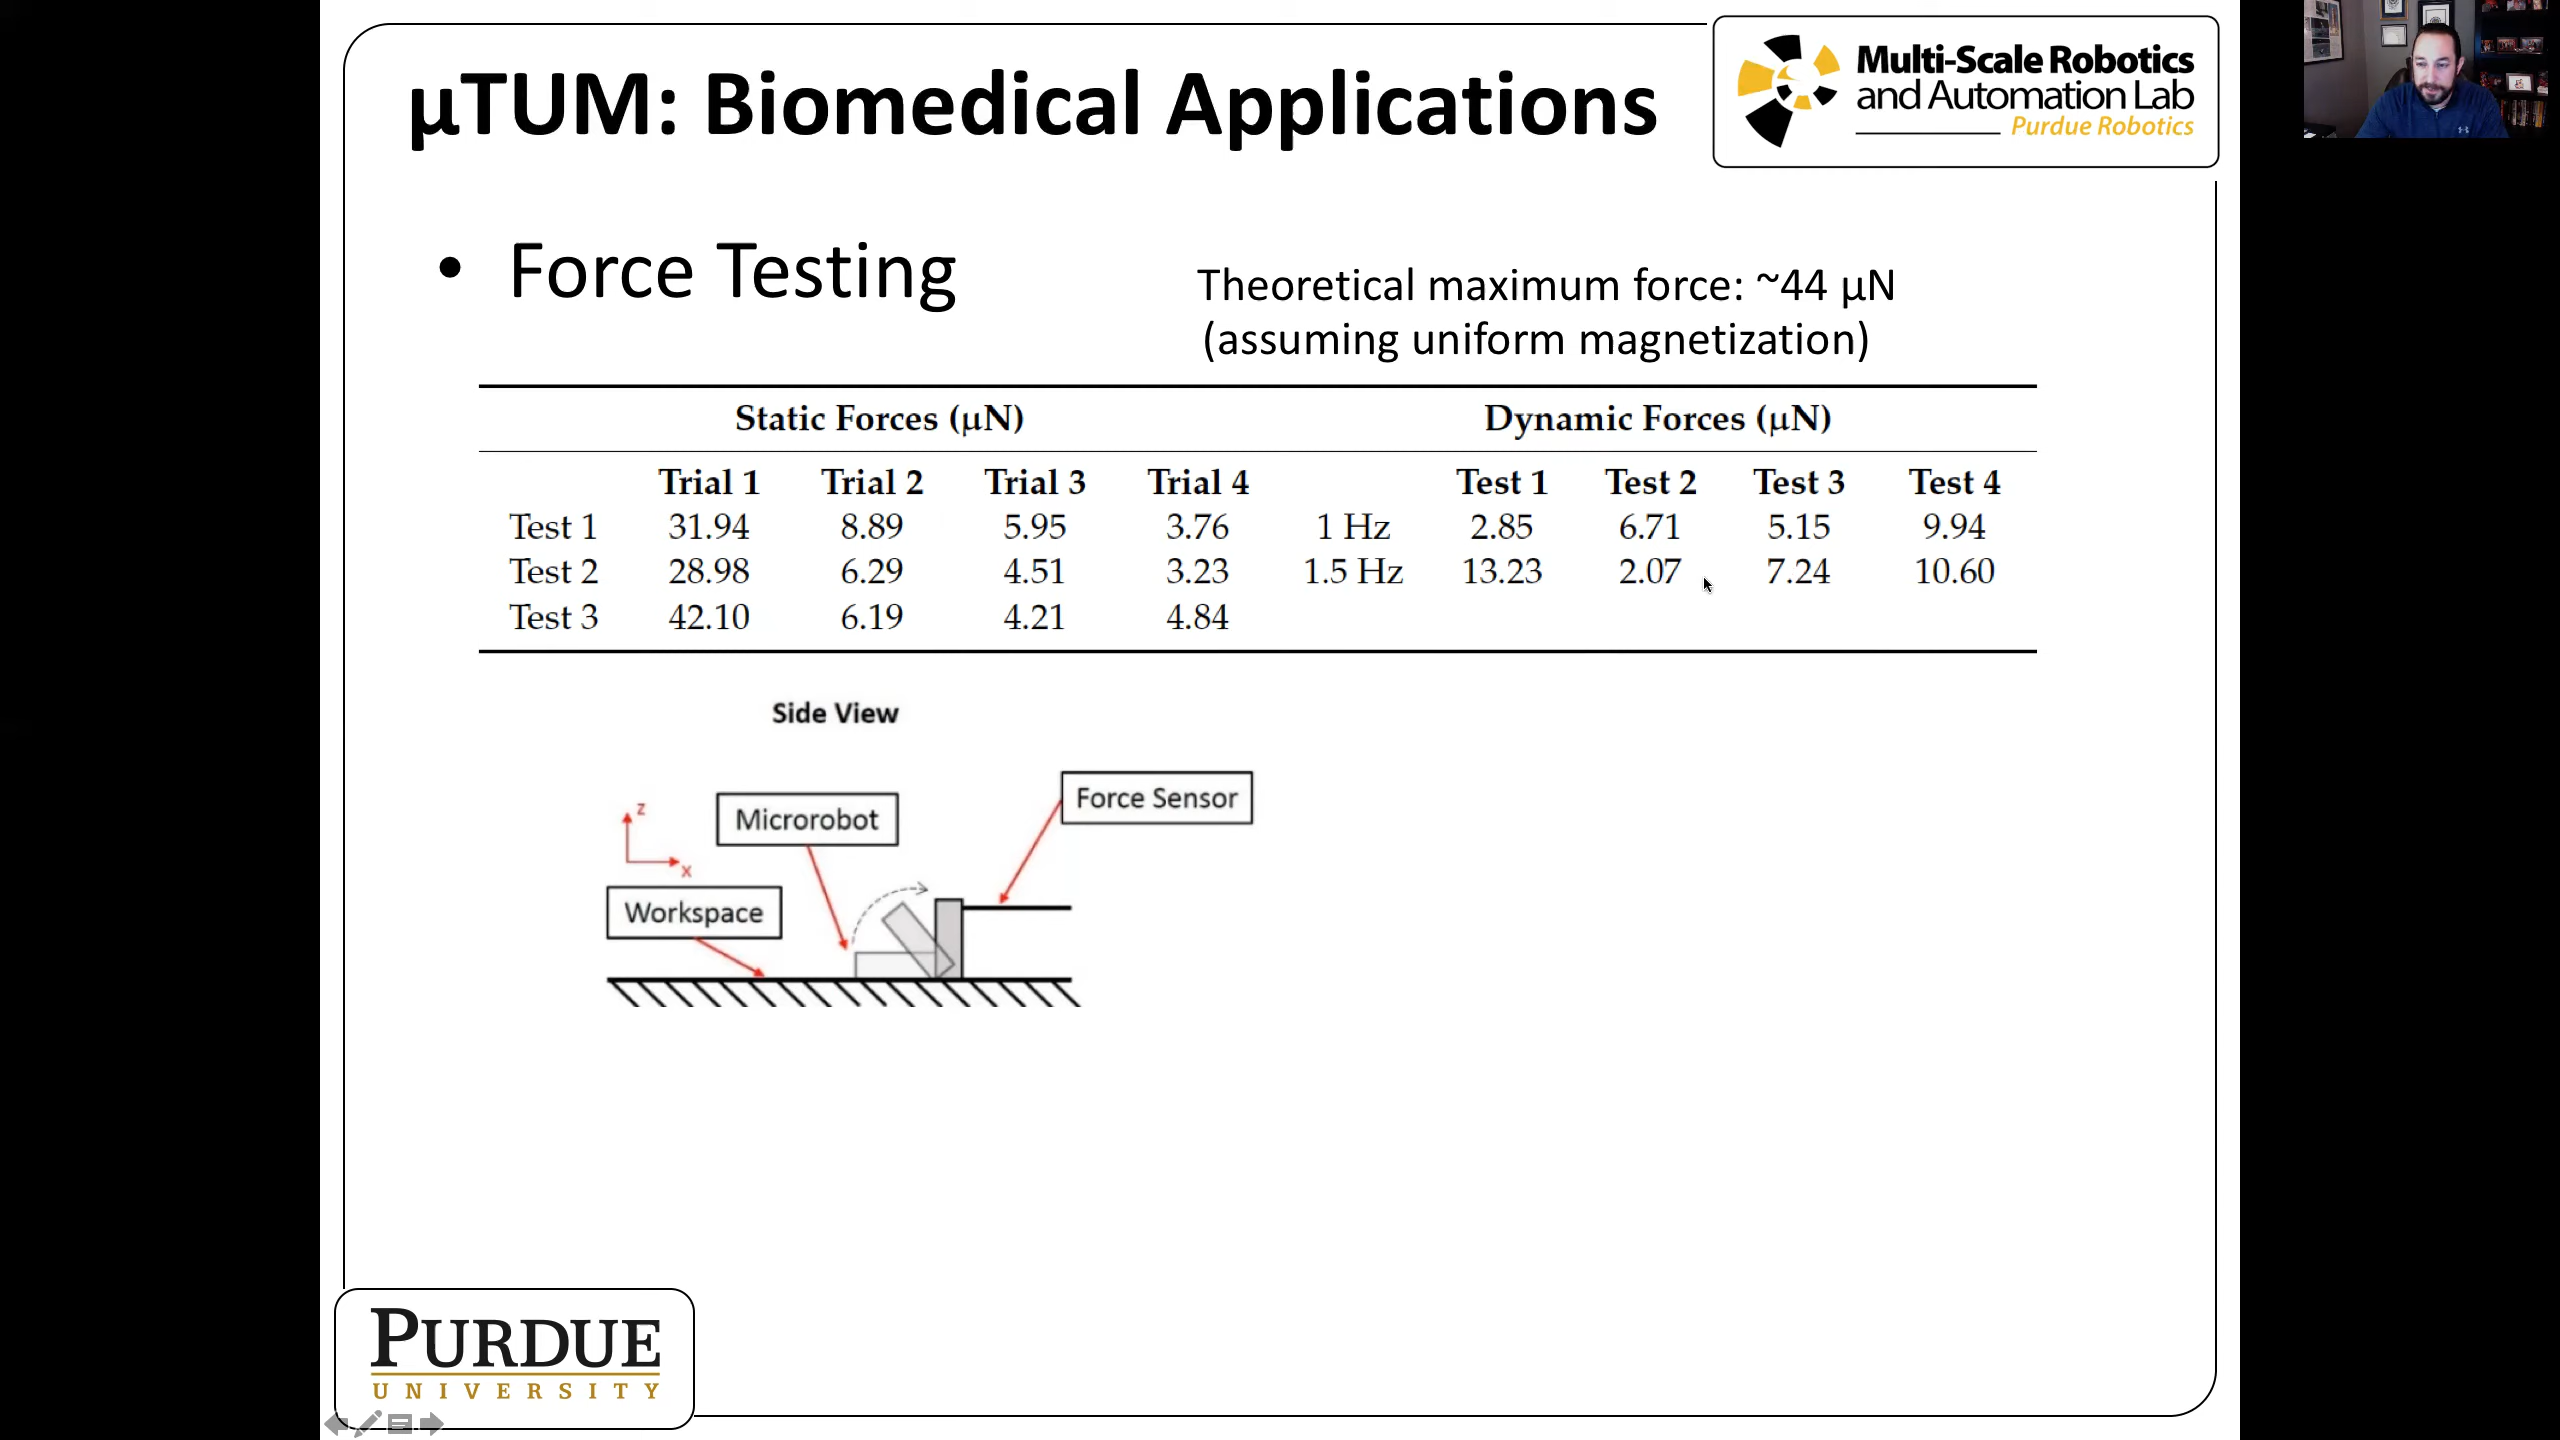 µTUM: Biomedical Applications
Multi-Scale Robotics
and Automation Lab
Purdue Robotics
• Force Testing
Theoretical maximum force: ~44 µN
(assuming uniform magnetization)
Static Forces (µN) Dynamic Forces (µN)
Trial 1 Trial 2 Trial 3 Trial 4 Test 1 Test 2 Test 3 Test 4
Test 1 31.94 8.89 5.95 3.76 1 Hz 2.85 6.71 5.15 9.94
Test 2 28.98 6.29 4.51 3.23 1.5 Hz 13.23 2.07 7.24 10.60
Test 3 42.10 6.19 4.21 4.84
Side View
Force Sensor
z
Microrobot
x
Workspace
PURDUE
UNIVERSITY